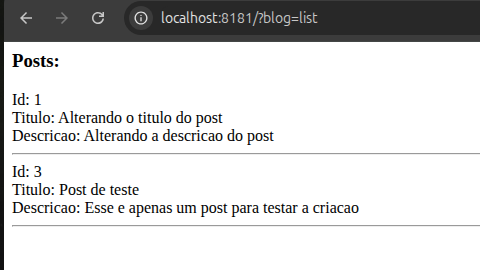 localhost:8181/?blog=list
Posts:
Id: 1
Titulo: Alterando o titulo do post
Descricao: Alterando a descricao do post
Id: 3
Titulo: Post de teste
Descricao: Esse e apenas um post para testar a criacao